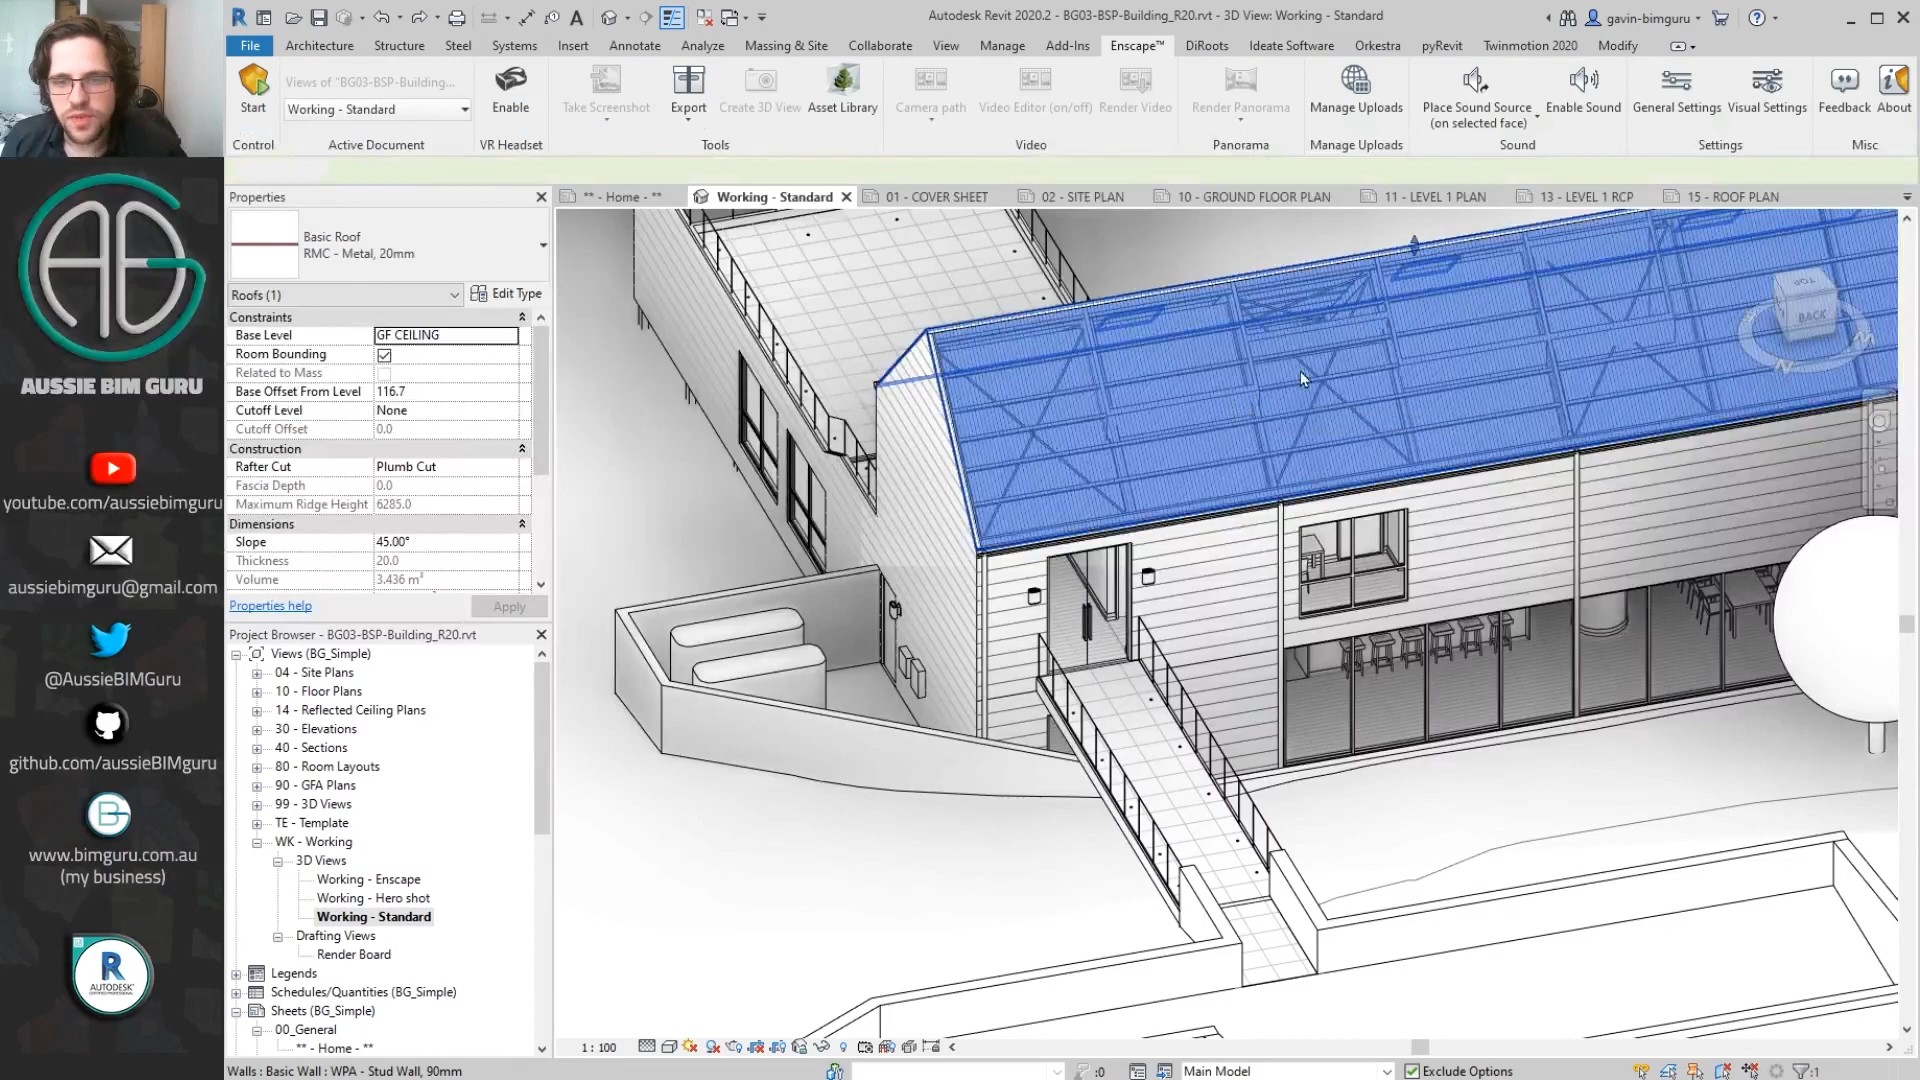 Autodesk Revit 2020.2 - BG03-BSP-Building_R20.rvt - 3D View: Working - Standard
gavin-bimguru
File
Architecture
Structure
Steel
Systems
Insert
Annotate
Analyze
Massing & Site
Collaborate
View
Manage
Add-Ins
Enscape™
DiRoots
Ideate Software
Orkestra
pyRevit
Twinmotion 2020
Modify
Views of "BG03-BSP-Building...
Working - Standard
Start
Enable
Take Screenshot
Export
Create 3D View
Asset Library
Camera path
Video Editor (on/off)
Render Video
Render Panorama
Manage Uploads
Place Sound Source
(on selected face)
Enable Sound
General Settings
Visual Settings
Feedback
About
Control
Active Document
VR Headset
Tools
Video
Panorama
Manage Uploads
Sound
Settings
Misc
Properties
** - Home - **
Working - Standard
01 - COVER SHEET
02 - SITE PLAN
10 - GROUND FLOOR PLAN
11 - LEVEL 1 PLAN
13 - LEVEL 1 RCP
15 - ROOF PLAN
Basic Roof
RMC - Metal, 20mm
Roofs (1)
Edit Type
Constraints
Base Level GF CEILING
Room Bounding
Related to Mass
Base Offset From Level 116.7
Cutoff Level None
Cutoff Offset 0.0
Construction
Rafter Cut Plumb Cut
Fascia Depth 0.0
Maximum Ridge Height 6285.0
Dimensions
Slope 45.00°
Thickness 20.0
Volume 3.436 m³
Properties help
Apply
Project Browser - BG03-BSP-Building_R20.rvt
Views (BG_Simple)
04 - Site Plans
10 - Floor Plans
14 - Reflected Ceiling Plans
30 - Elevations
40 - Sections
80 - Room Layouts
90 - GFA Plans
99 - 3D Views
TE - Template
WK - Working
3D Views
Working - Enscape
Working - Hero shot
Working - Standard
Drafting Views
Render Board
Legends
Schedules/Quantities (BG_Simple)
Sheets (BG_Simple)
00_General
** - Home - **
TOP
BACK
N
1 : 100
Walls : Basic Wall : WPA - Stud Wall, 90mm
:0
Main Model
Exclude Options
:1
AUSSIE BIM GURU
youtube.com/aussiebimguru
aussiebimguru@gmail.com
@AussieBIMGuru
github.com/aussieBIMguru
www.bimguru.com.au
(my business)
R
AUTODESK